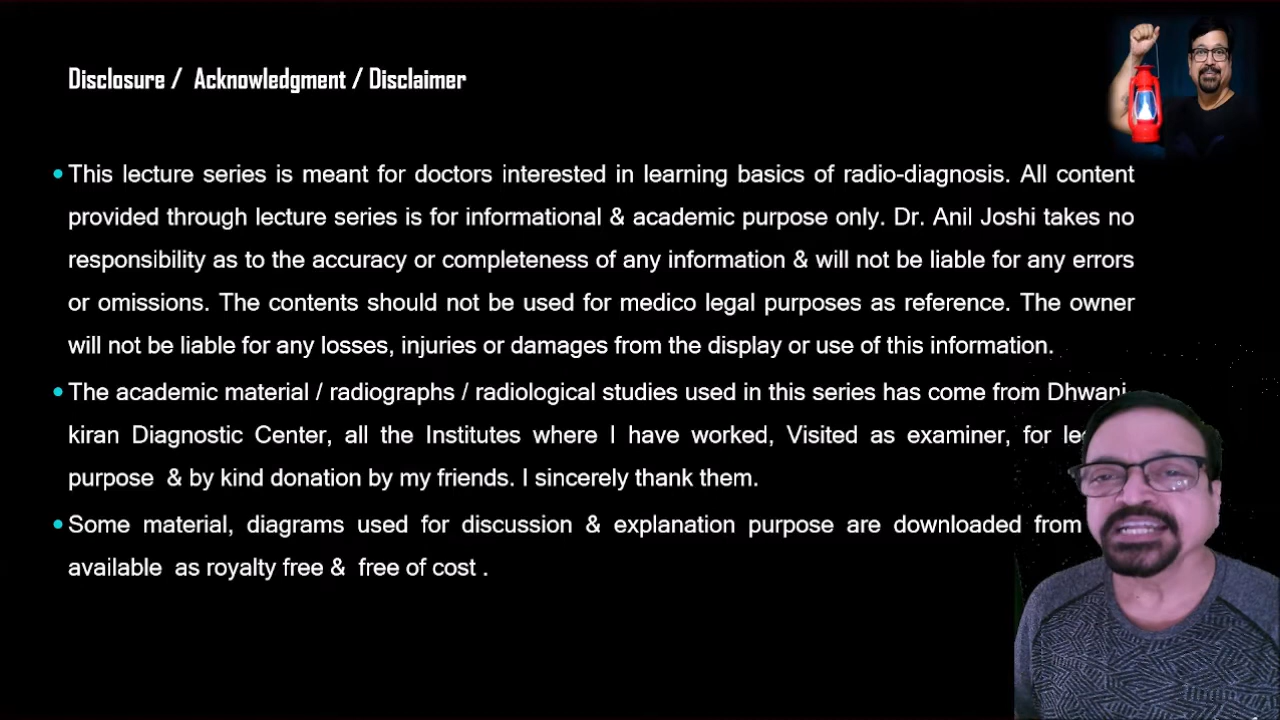 Disclosure / Acknowledgment / Disclaimer
• This lecture series is meant for doctors interested in learning basics of radio-diagnosis. All content
provided through lecture series is for informational & academic purpose only. Dr. Anil Joshi takes no
responsibility as to the accuracy or completeness of any information & will not be liable for any errors
or omissions. The contents should not be used for medico legal purposes as reference. The owner
will not be liable for any losses, injuries or damages from the display or use of this information.
• The academic material / radiographs / radiological studies used in this series has come from Dhwani
kiran Diagnostic Center, all the Institutes where I have worked, Visited as examiner, for
purpose & by kind donation by my friends. I sincerely thank them.
• Some material, diagrams used for discussion & explanation purpose are downloaded from
available as royalty free & free of cost .